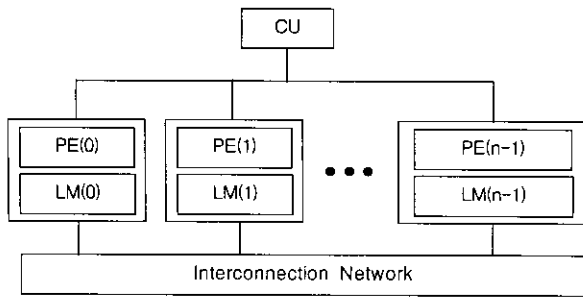 CU
PE(0)
PE(1)
PE(n-1)
LM(0)
LM(1)
LM(n-1)
Interconnection Network